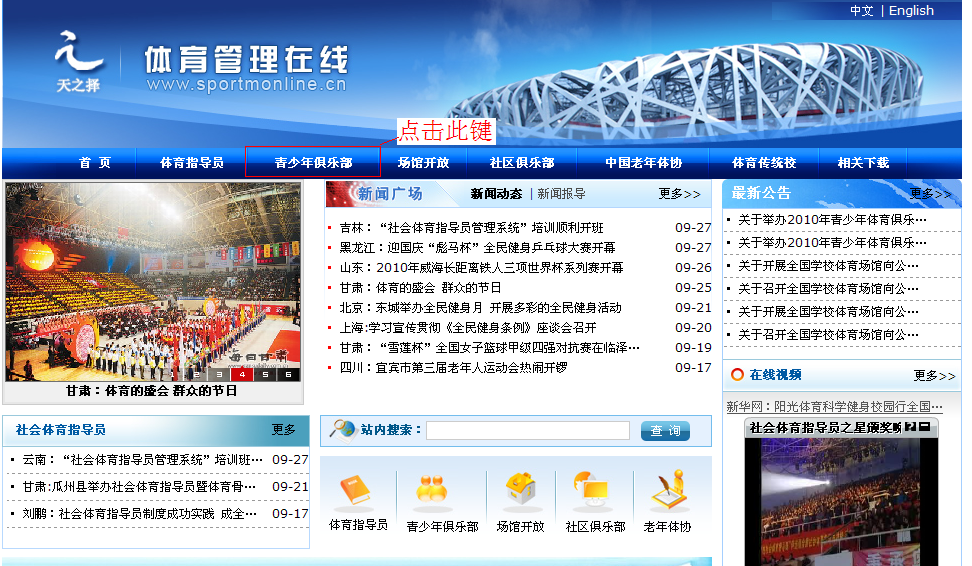 中文 | English
天之择
体育管理在线
www.sportmonline.cn
点击此键
首 页 体育指导员 青少年俱乐部 场馆开放 社区俱乐部 中国老年体协 体育传统校 相关下载
新闻广场 新闻动态 | 新闻报导 更多>>
吉林：“社会体育指导员管理系统”培训顺利开班 09-27
黑龙江：迎国庆“彪马杯”全民健身乒乓球大赛开幕 09-27
山东：2010年威海长距离铁人三项世界杯系列赛开幕 09-26
甘肃：体育的盛会 群众的节日 09-25
北京：东城举办全民健身月 开展多彩的全民健身活动 09-21
上海:学习宣传贯彻《全民健身条例》座谈会召开 09-20
甘肃：“雪莲杯”全国女子篮球甲级四强对抗赛在临泽… 09-19
四川：宜宾市第三届老年人运动会热闹开锣 09-17
最新公告 更多>>
关于举办2010年青少年体育俱乐…
关于举办2010年青少年体育俱乐…
关于开展全国学校体育场馆向公…
关于召开全国学校体育场馆向公…
关于开展全国学校体育场馆向公…
关于召开全国学校体育场馆向公…
每日甘肃
1 2 3 4 5 6
甘肃：体育的盛会 群众的节日
在线视频 更多>>
新华网：阳光体育科学健身校园行全国…
社会体育指导员之星颁奖晚
社会体育指导员 更多
云南：“社会体育指导员管理系统”培训班… 09-27
甘肃:瓜州县举办社会体育指导员暨体育骨… 09-21
刘鹏：社会体育指导员制度成功实践 成全… 09-17
站内搜索： 查 询
体育指导员 青少年俱乐部 场馆开放 社区俱乐部 老年体协